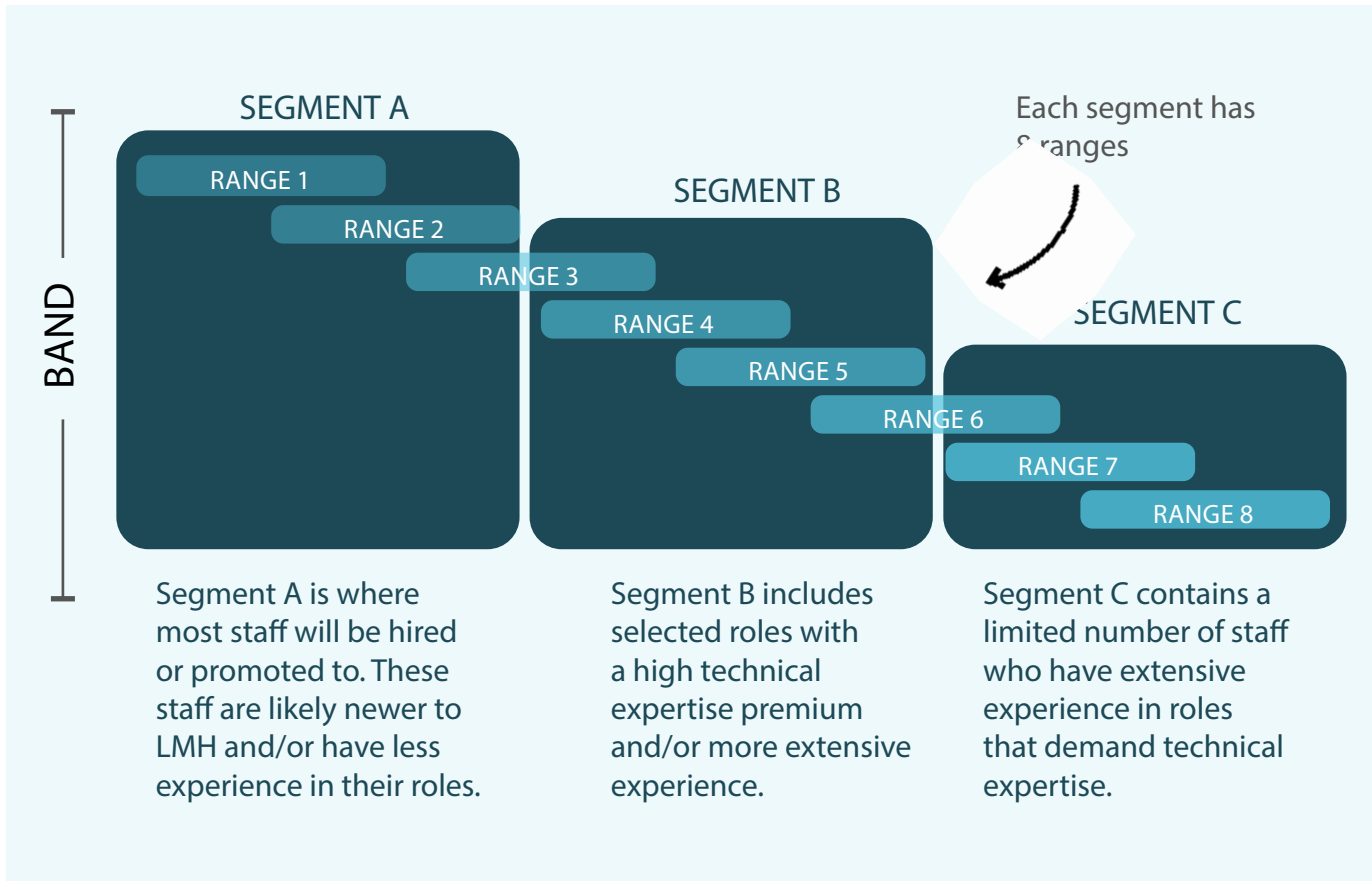 SEGMENT A
Each segment has
ranges
RANGE 1
SEGMENT B
RANGE 2
RANGE 3
BAND
RANGE 4
SEGMENT C
RANGE 5
RANGE 6
RANGE 7
RANGE 8
Segment A is where
most staff will be hired
or promoted to. These
staff are likely newer to
LMH and/or have less
experience in their roles.
Segment B includes
selected roles with
a high technical
expertise premium
and/or more extensive
experience.
Segment C contains a
limited number of staff
who have extensive
experience in roles
that demand technical
expertise.